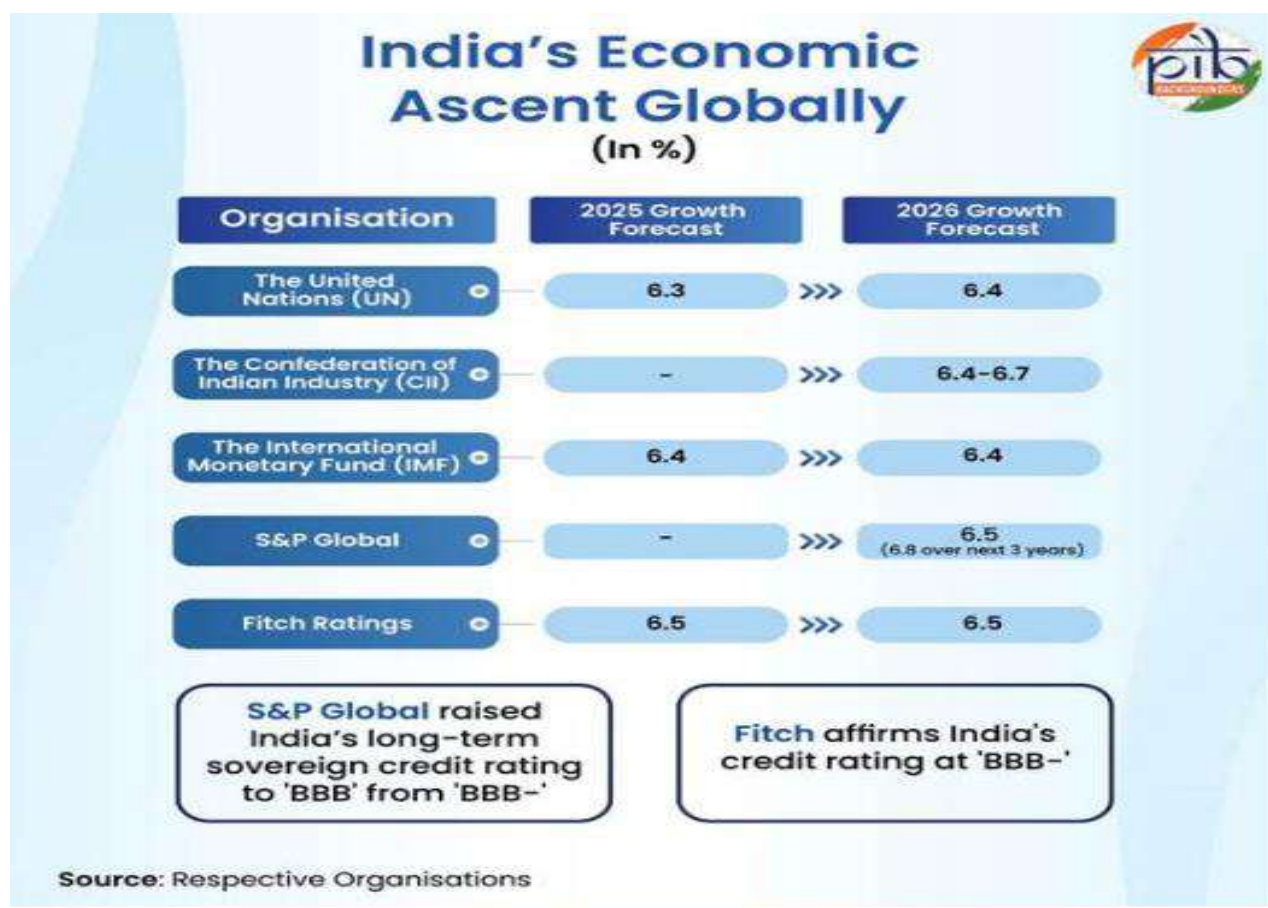 India's Economic
Ascent Globally
(In %)
pib
BACKGROUNDERS
Organisation
2025 Growth
Forecast
2026 Growth
Forecast
The United
Nations (UN)
6.3
>>>
6.4
The Confederation of
Indian Industry (CII)
-
>>>
6.4-6.7
The International
Monetary Fund (IMF)
6.4
>>>
6.4
S&P Global
-
>>>
6.5
(6.8 over next 3 years)
Fitch Ratings
6.5
>>>
6.5
S&P Global raised
India's long-term
sovereign credit rating
to 'BBB' from 'BBB-'
Fitch affirms India's
credit rating at 'BBB-'
Source: Respective Organisations